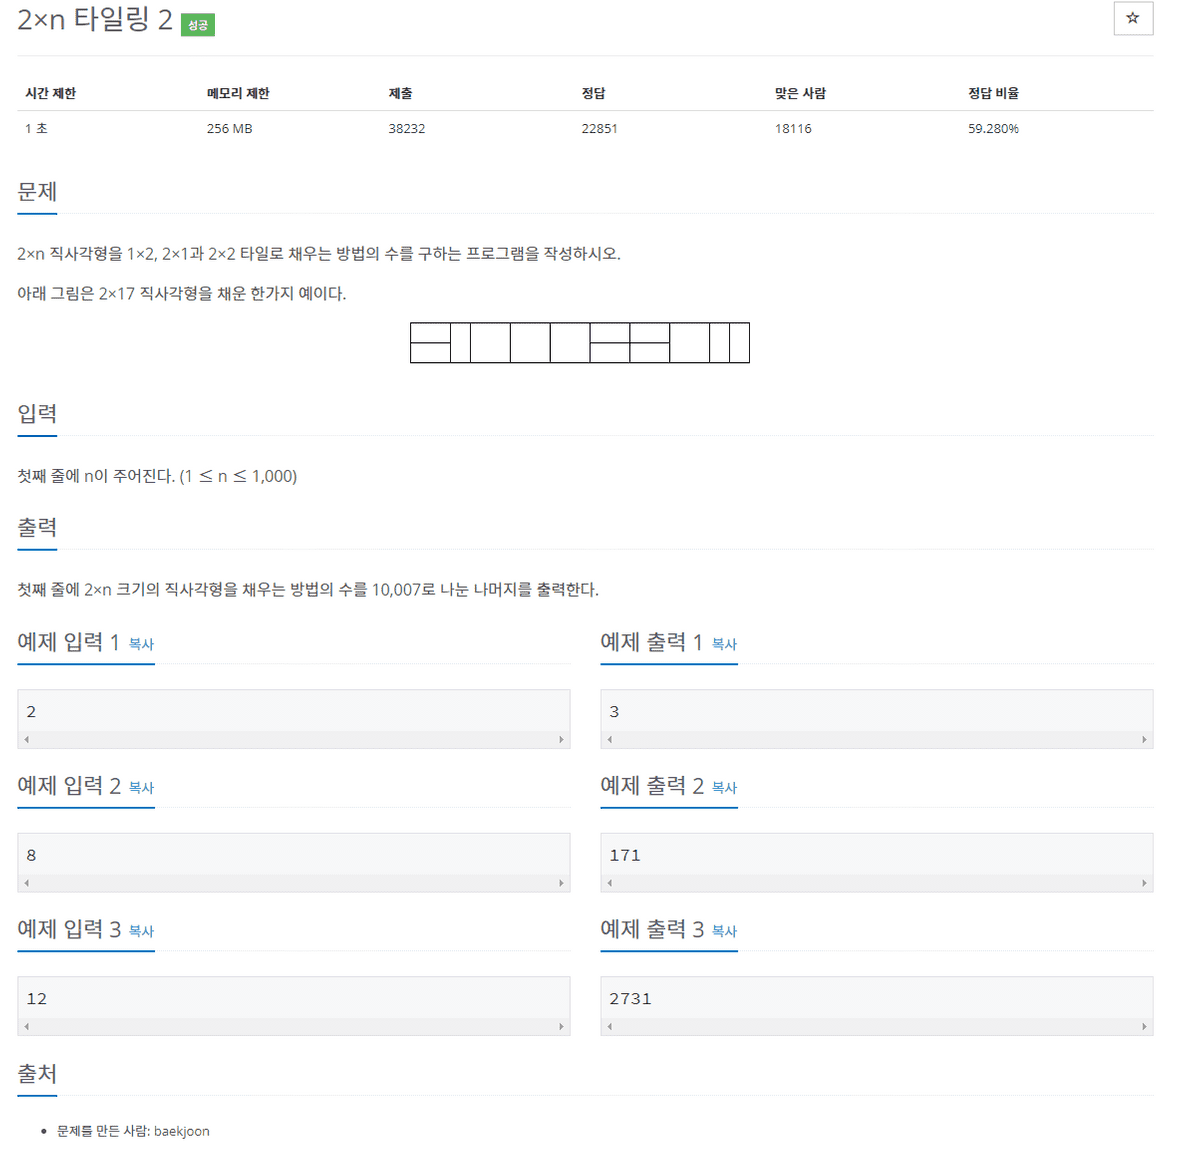 2×n 타일링 2 성공
☆
시간 제한 메모리 제한 제출 정답 맞은 사람 정답 비율
1 초 256 MB 38232 22851 18116 59.280%
문제
2×n 직사각형을 1×2, 2×1과 2×2 타일로 채우는 방법의 수를 구하는 프로그램을 작성하시오.
아래 그림은 2×17 직사각형을 채운 한가지 예이다.
입력
첫째 줄에 n이 주어진다. (1 ≤ n ≤ 1,000)
출력
첫째 줄에 2×n 크기의 직사각형을 채우는 방법의 수를 10,007로 나눈 나머지를 출력한다.
예제 입력 1 복사
2
예제 출력 1 복사
3
예제 입력 2 복사
8
예제 출력 2 복사
171
예제 입력 3 복사
12
예제 출력 3 복사
2731
출처
• 문제를 만든 사람: baekjoon